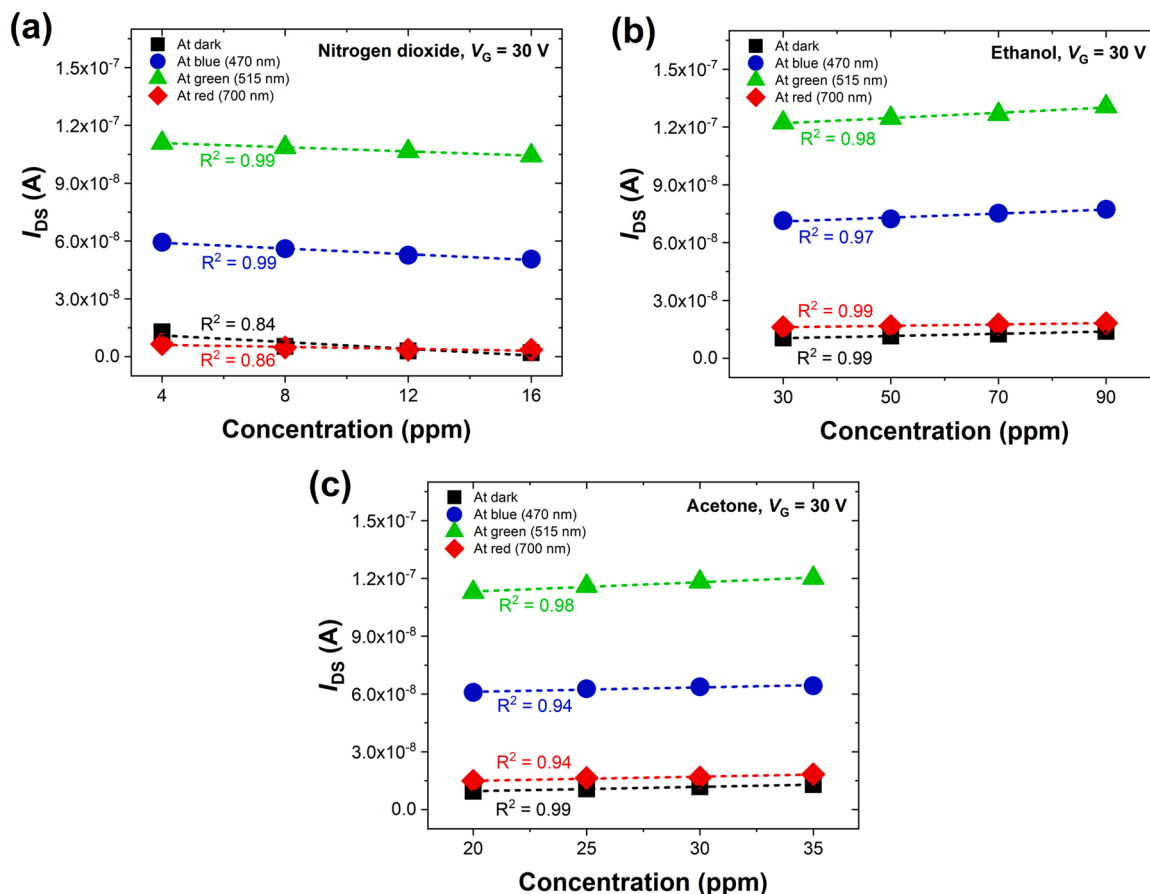 (a)
At dark
At blue (470 nm)
At green (515 nm)
At red (700 nm)
Nitrogen dioxide, VG = 30 V
1.5x10-7
1.2x10-7
9.0x10-8
6.0x10-8
3.0x10-8
0.0
IDS (A)
R2 = 0.99
R2 = 0.99
R2 = 0.84
R2 = 0.86
4 8 12 16
Concentration (ppm)
(b)
At dark
At blue (470 nm)
At green (515 nm)
At red (700 nm)
Ethanol, VG = 30 V
1.5x10-7
1.2x10-7
9.0x10-8
6.0x10-8
3.0x10-8
0.0
IDS (A)
R2 = 0.98
R2 = 0.97
R2 = 0.99
R2 = 0.99
30 50 70 90
Concentration (ppm)
(c)
At dark
At blue (470 nm)
At green (515 nm)
At red (700 nm)
Acetone, VG = 30 V
1.5x10-7
1.2x10-7
9.0x10-8
6.0x10-8
3.0x10-8
0.0
IDS (A)
R2 = 0.98
R2 = 0.94
R2 = 0.94
R2 = 0.99
20 25 30 35
Concentration (ppm)